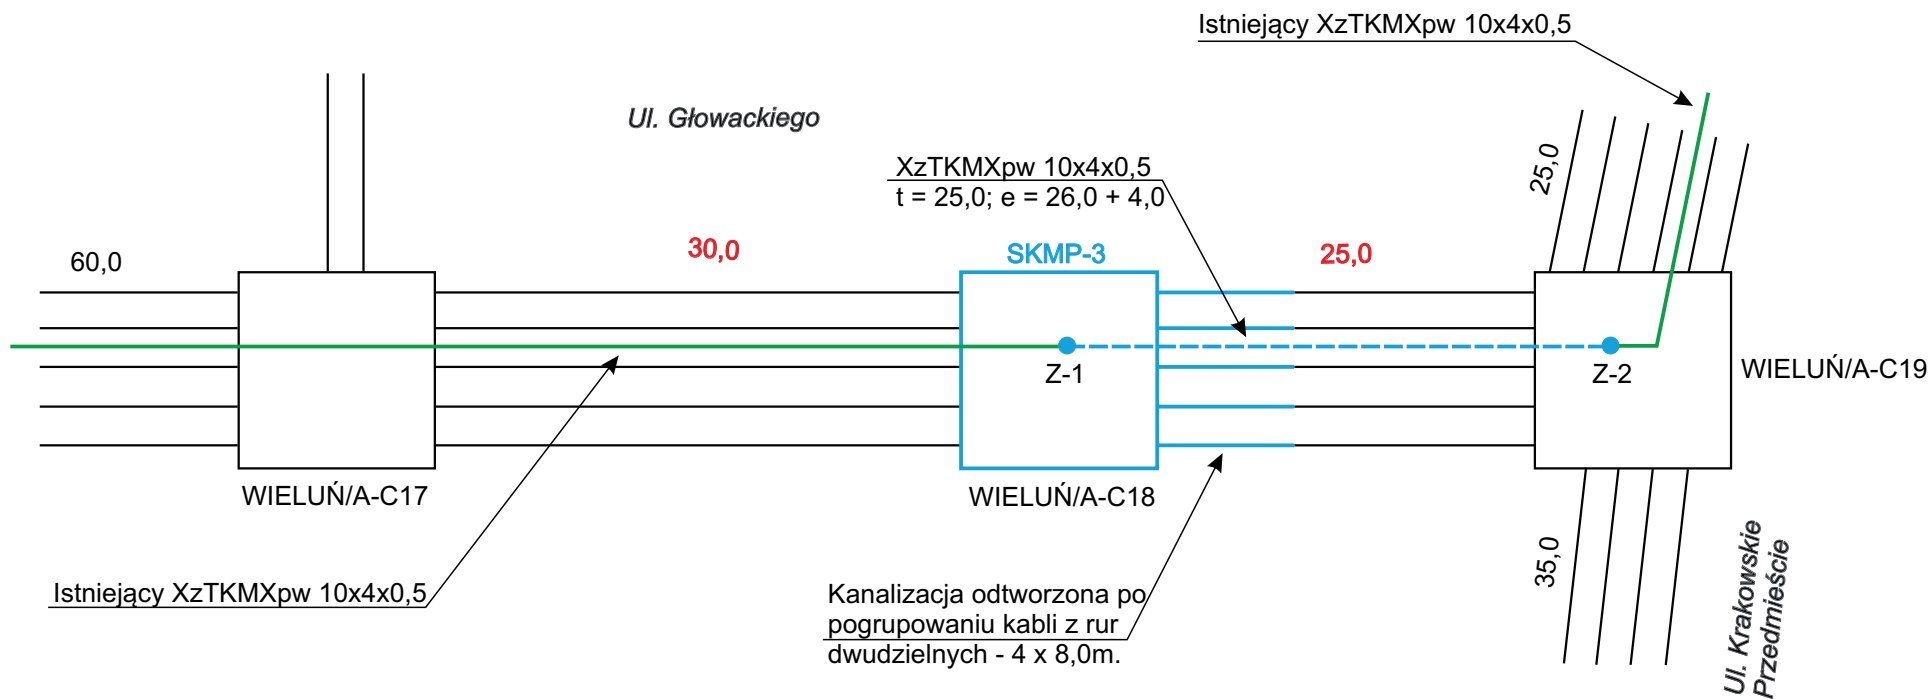 Istniejący XzTKMXpw 10x4x0,5
Ul. Głowackiego
XzTKMXpw 10x4x0,5
t = 25,0; e = 26,0 + 4,0
25,0
60,0
30,0
SKMP-3
25,0
Z-1
Z-2
WIELUŃ/A-C19
WIELUŃ/A-C17
WIELUŃ/A-C18
Istniejący XzTKMXpw 10x4x0,5
Kanalizacja odtworzona po
pogrupowaniu kabli z rur
dwudzielnych - 4 x 8,0m.
35,0
Ul. Krakowskie
Przedmieście